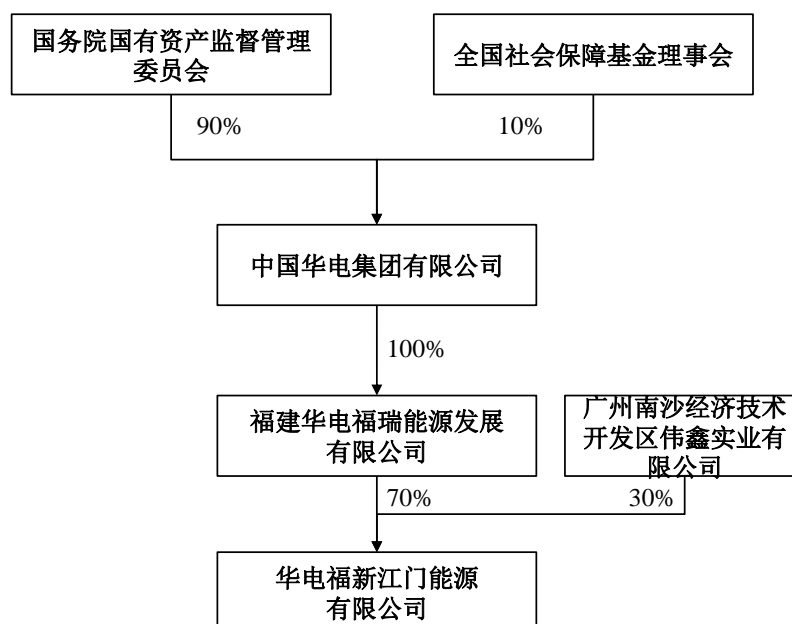 国务院国有资产监督管理
委员会
全国社会保障基金理事会
90%
10%
中国华电集团有限公司
100%
福建华电福瑞能源发展
有限公司
广州南沙经济技术
开发区伟鑫实业有
限公司
70%
30%
华电福新江门能源
有限公司